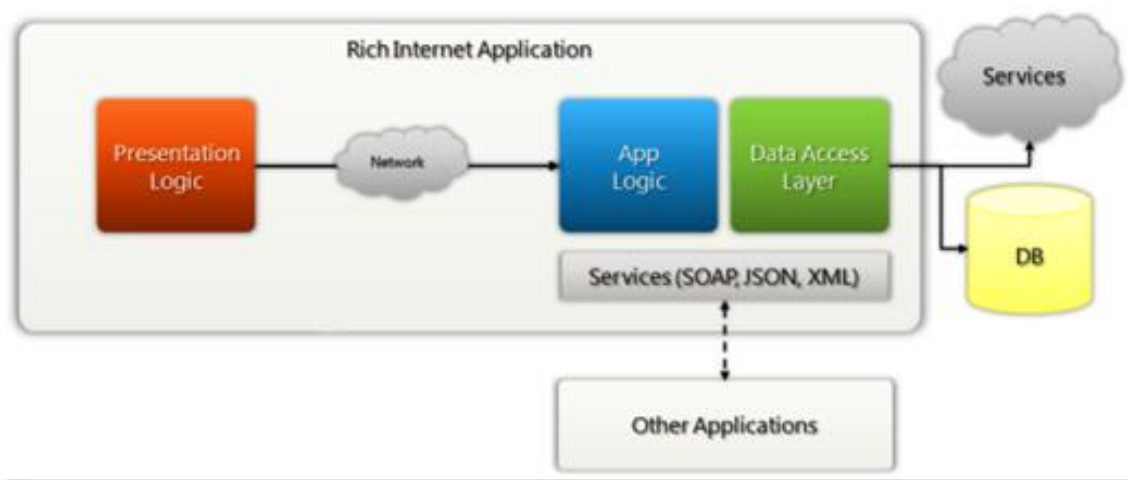 Rich Internet Application
Services
Presentation
Logic
Network
App
Logic
Data Access
Layer
DB
Services (SOAP, JSON, XML)
Other Applications